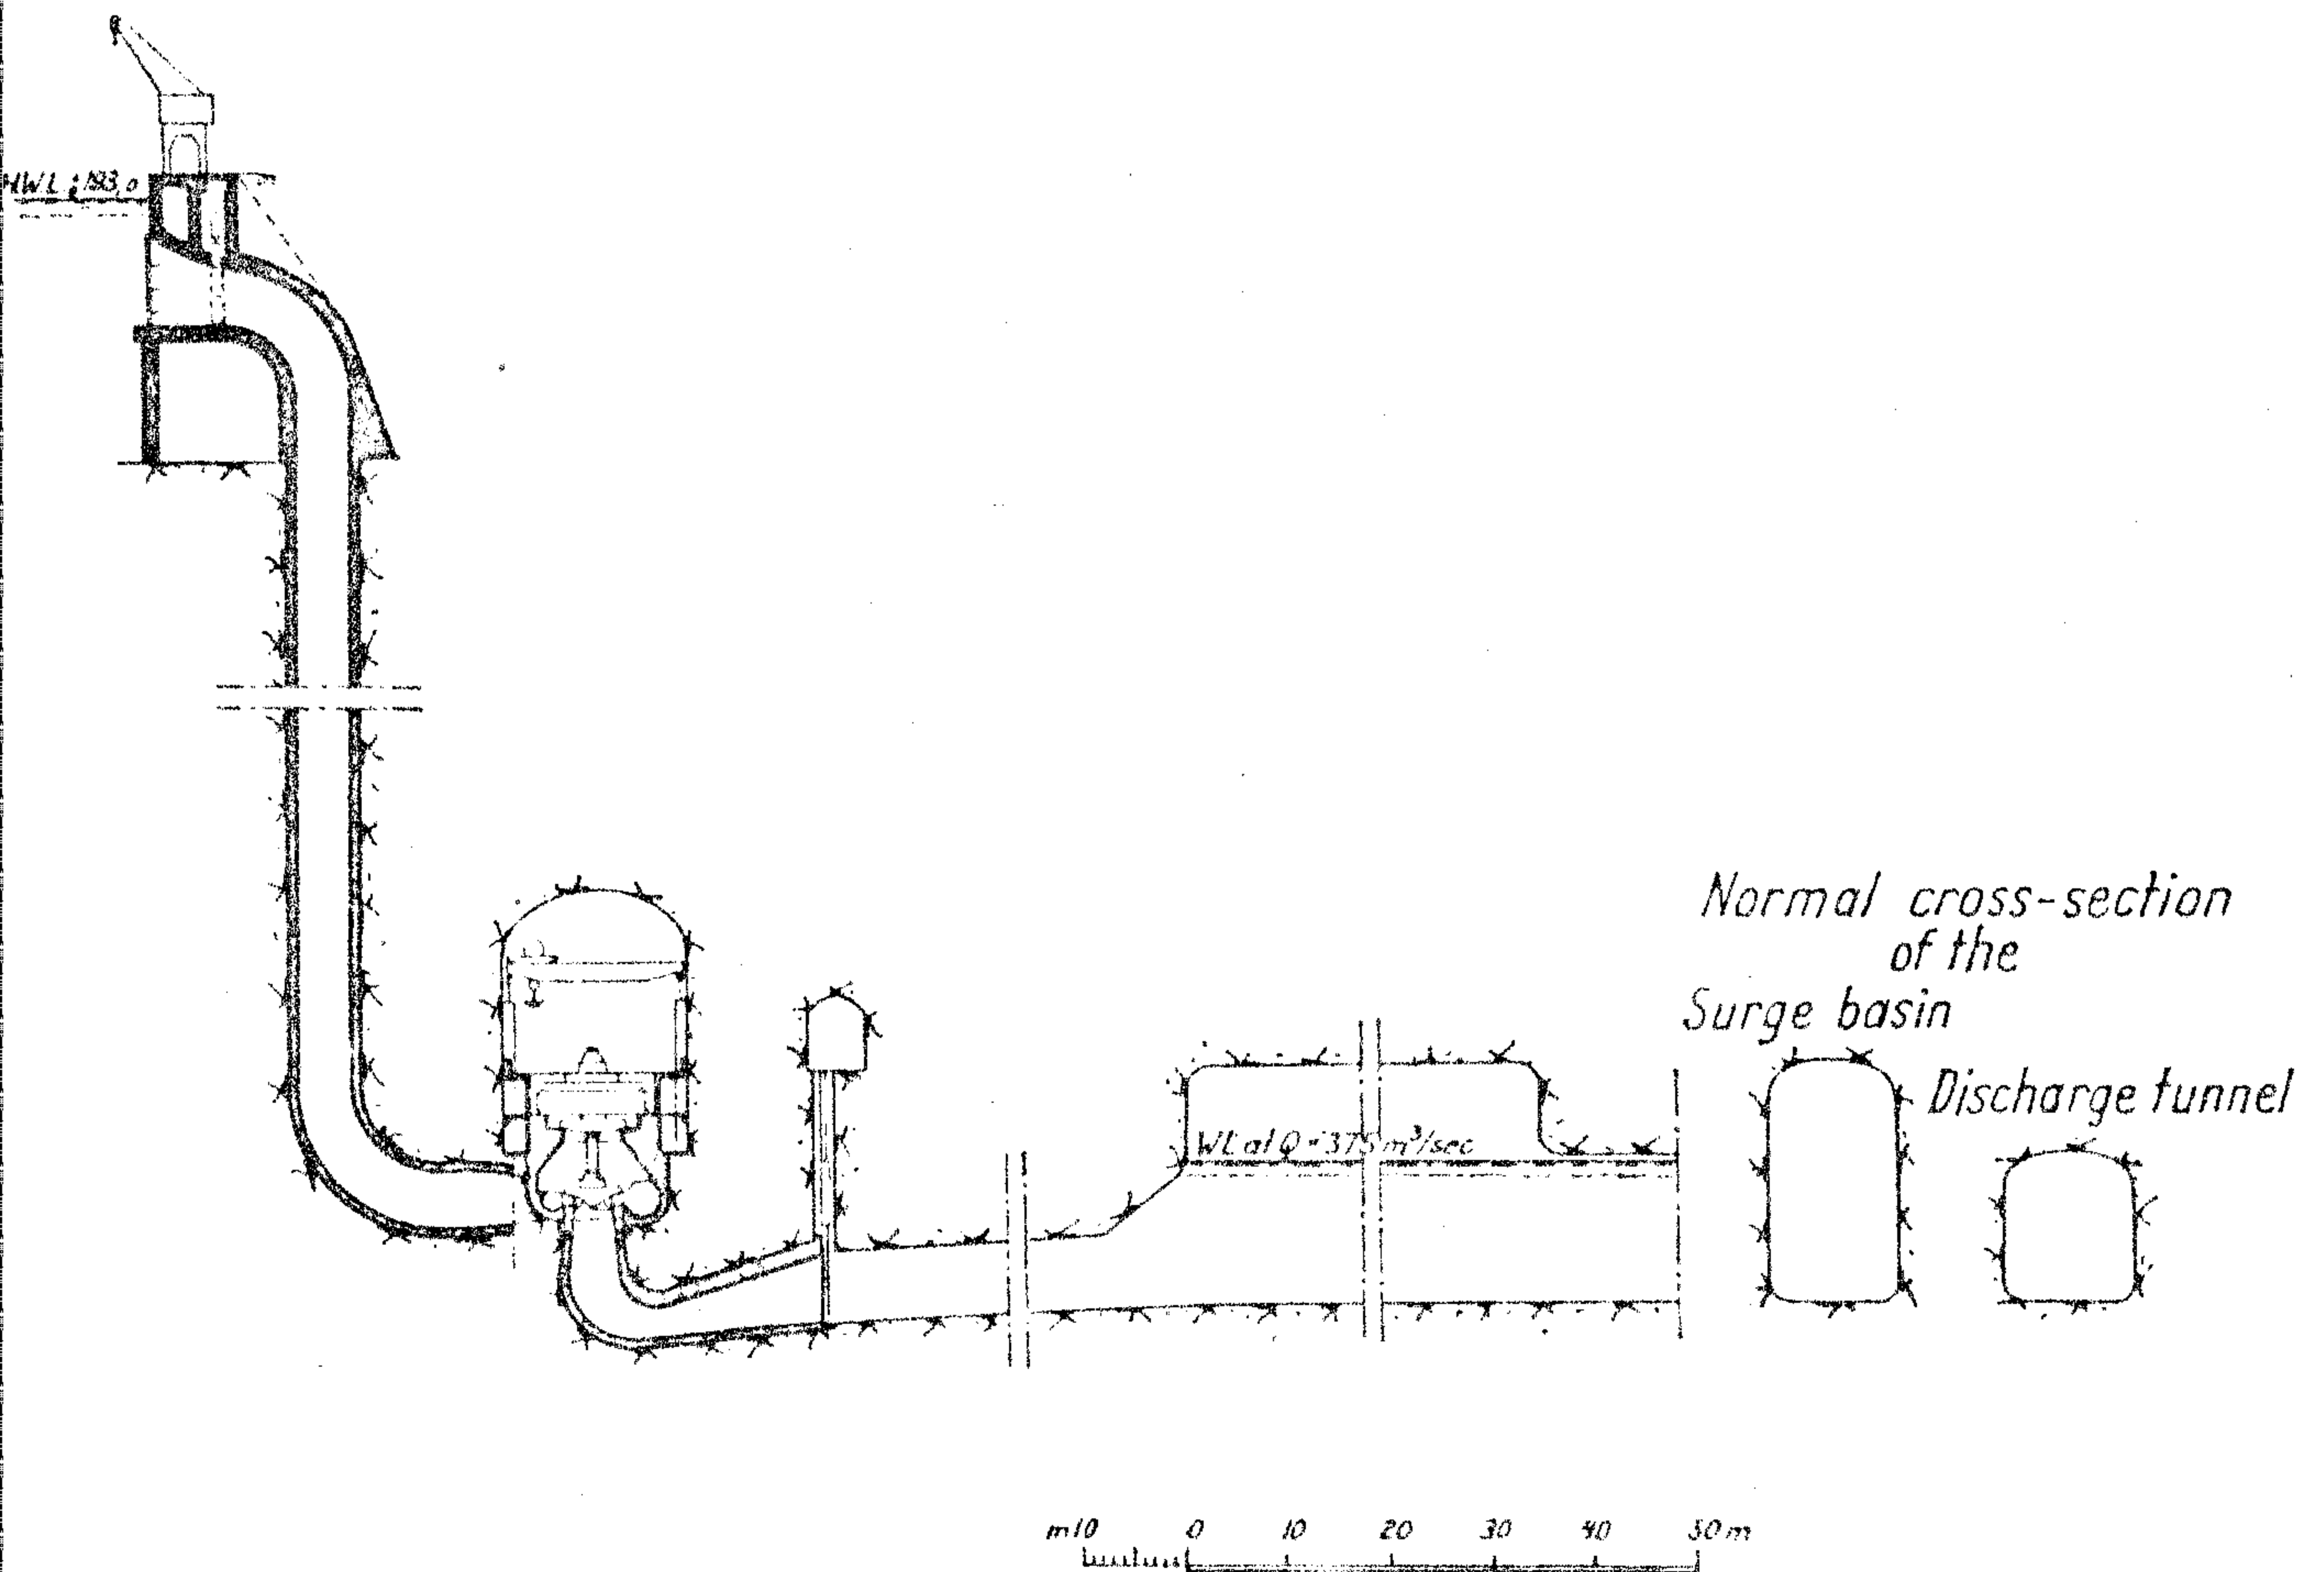 HWL +183,0
Normal cross-section
of the
Surge basin
Discharge tunnel
WL at Q=375 m³/sec
m10 0 10 20 30 40 50m